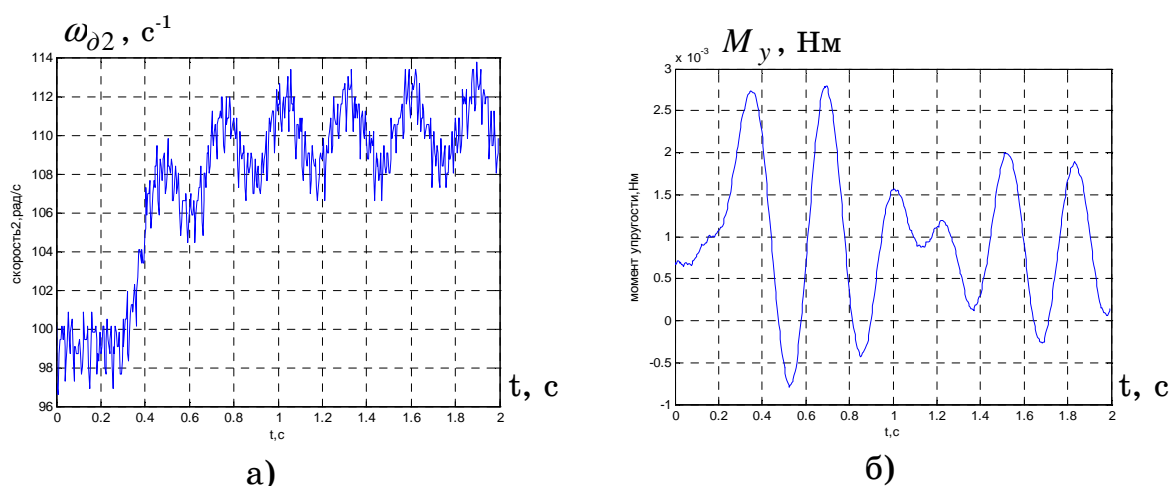 ω∂2 , с-1
114
112
110
108
106
104
102
100
98
96
скорость2,рад/с
0 0.2 0.4 0.6 0.8 1 1.2 1.4 1.6 1.8 2
t,c
t, с
а)
M у , Нм
x 10-3
3
2.5
2
1.5
1
0.5
0
-0.5
-1
момент упругости,Нм
0 0.2 0.4 0.6 0.8 1 1.2 1.4 1.6 1.8 2
t,c
t, с
б)